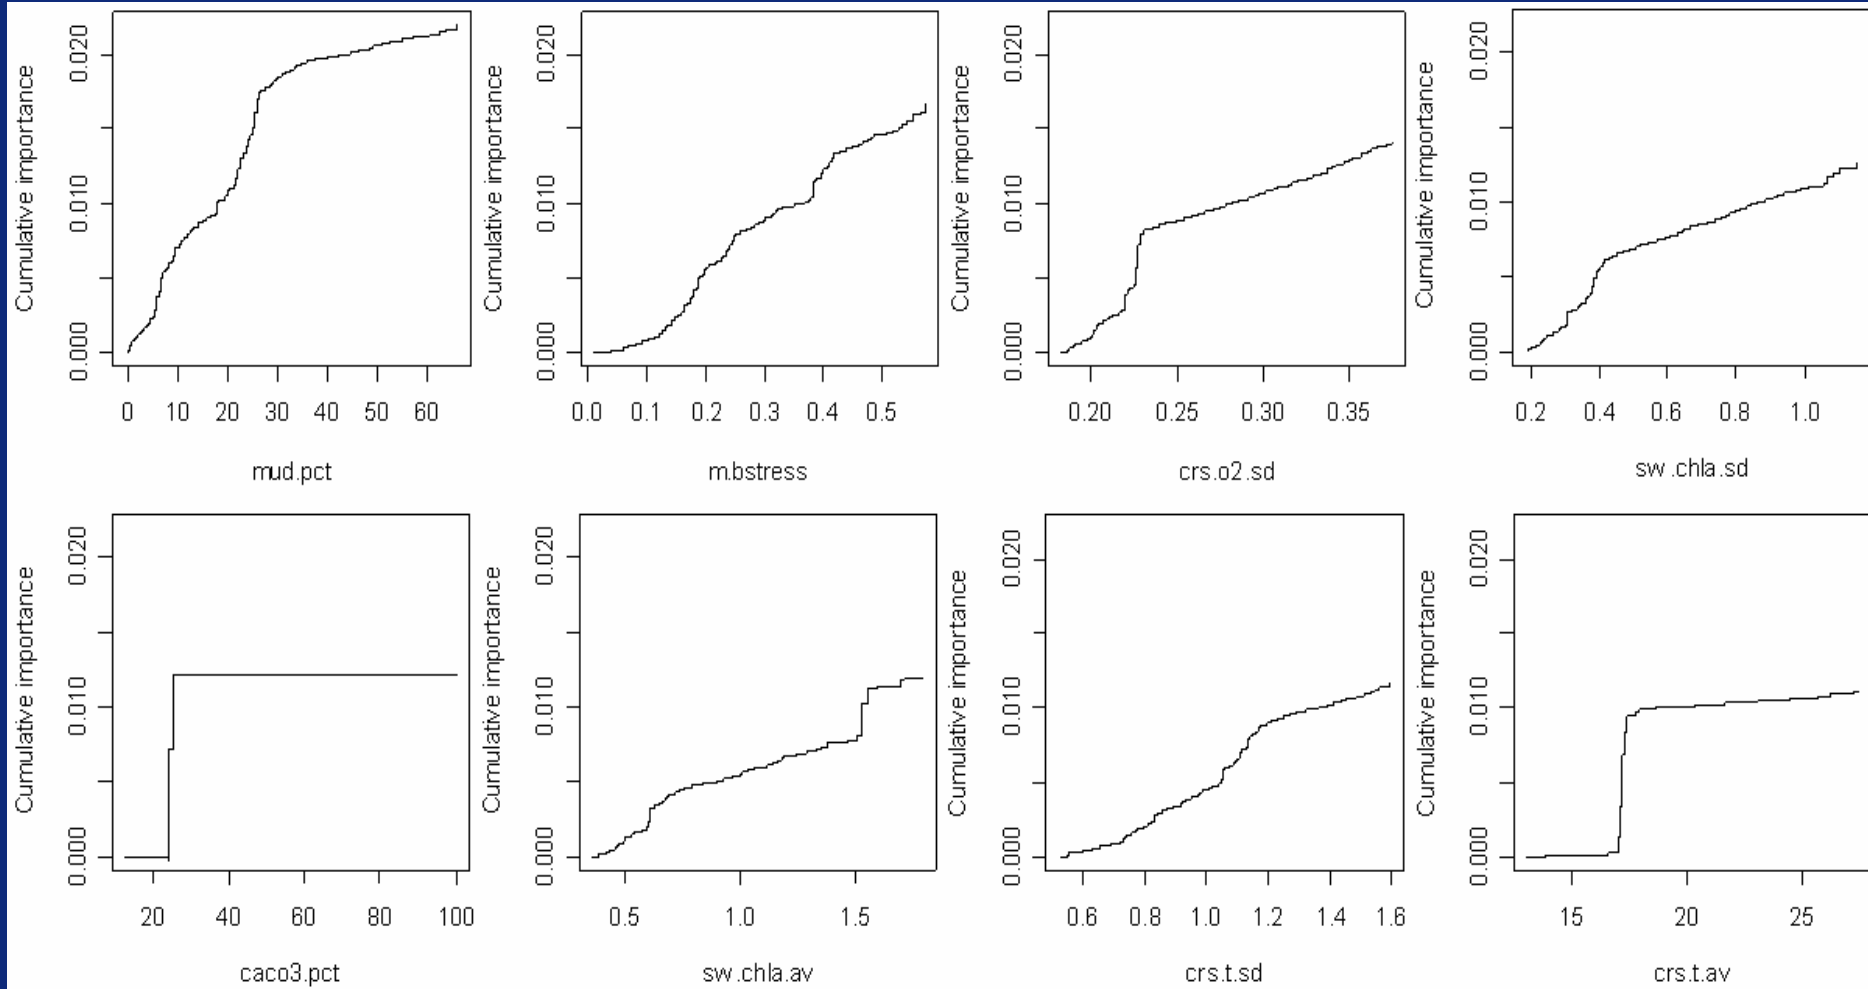 Cumulative importance
0.000 0.010 0.020
0 10 20 30 40 50 60
mud.pct
Cumulative importance
0.000 0.010 0.020
0.0 0.1 0.2 0.3 0.4 0.5
m.bstress
Cumulative importance
0.000 0.010 0.020
0.20 0.25 0.30 0.35
crs.o2.sd
Cumulative importance
0.000 0.010 0.020
0.2 0.4 0.6 0.8 1.0
sw.chla.sd
Cumulative importance
0.000 0.010 0.020
20 40 60 80 100
caco3.pct
Cumulative importance
0.000 0.010 0.020
0.5 1.0 1.5
sw.chla.av
Cumulative importance
0.000 0.010 0.020
0.6 0.8 1.0 1.2 1.4 1.6
crs.t.sd
Cumulative importance
0.000 0.010 0.020
15 20 25
crs.t.av